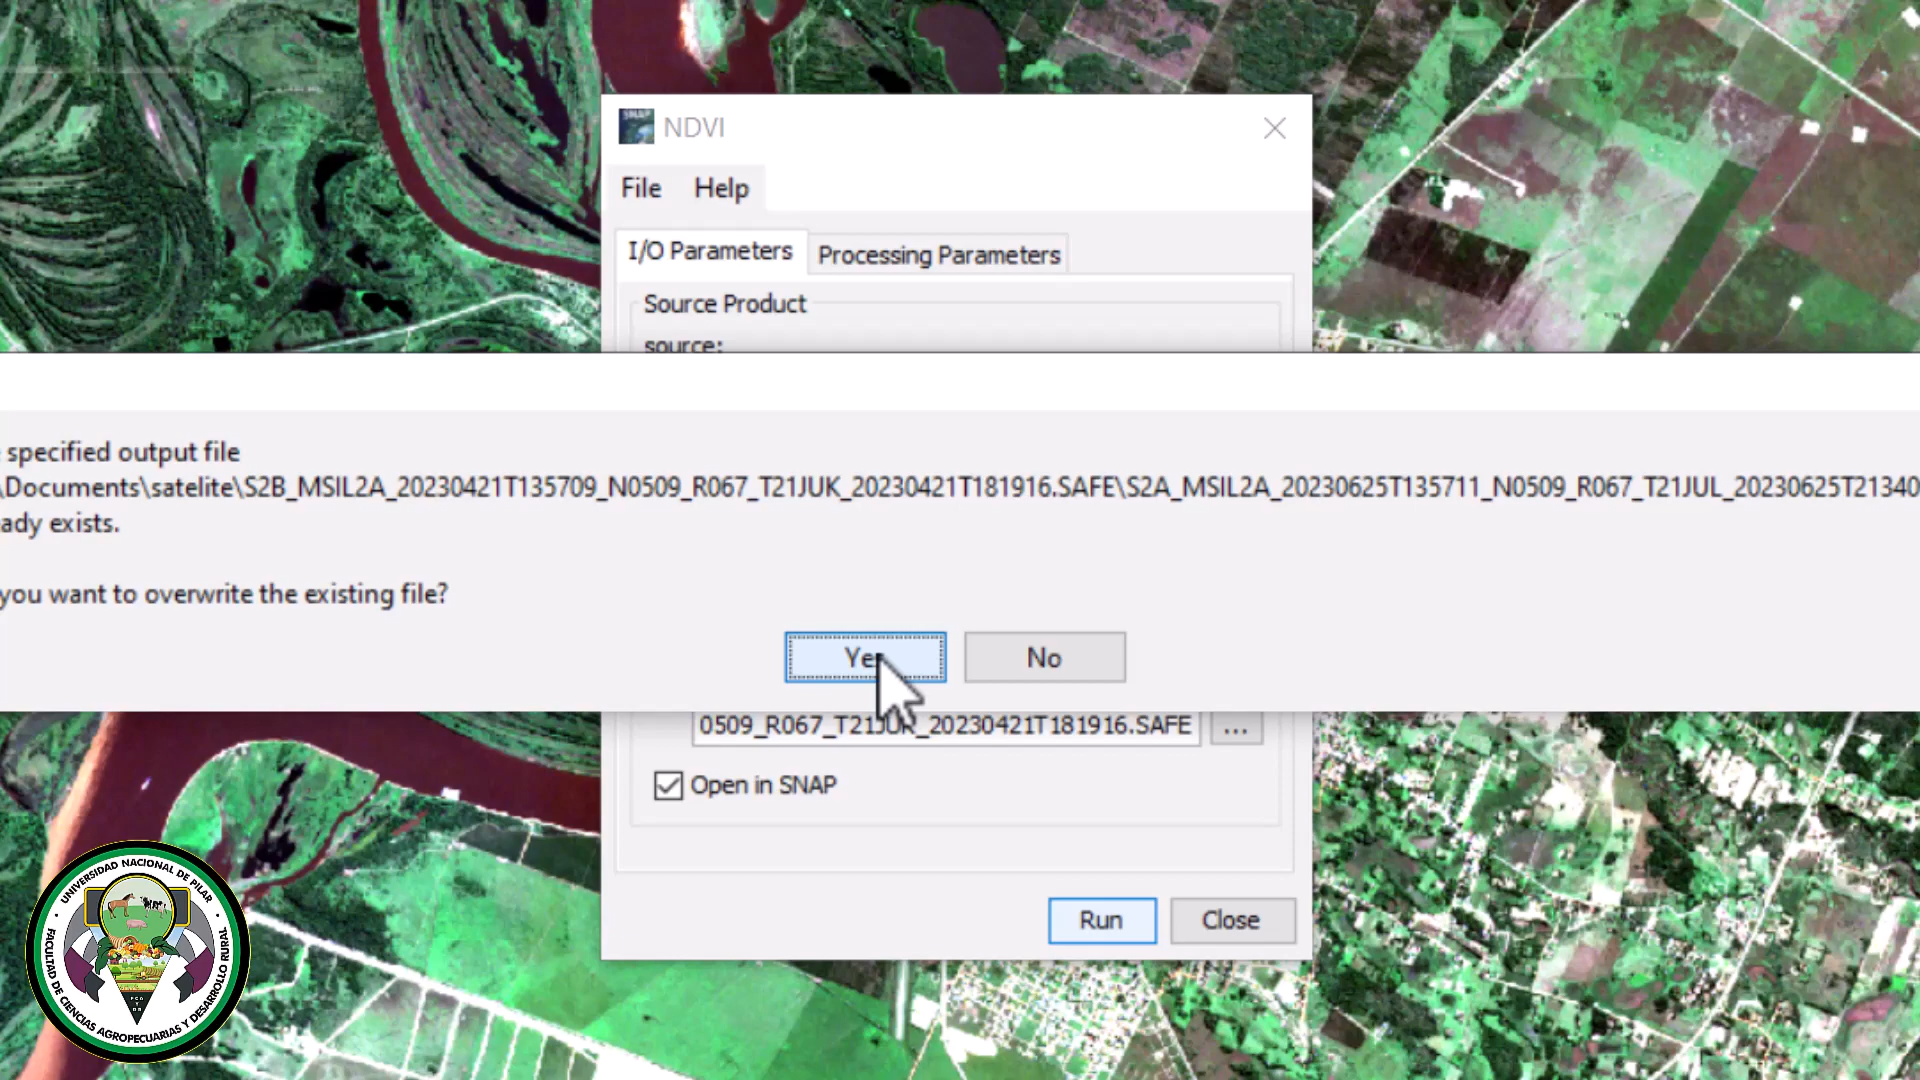 NDVI
File Help
I/O Parameters Processing Parameters
Source Product
source:
specified output file
\Documents\satelite\S2B_MSIL2A_20230421T135709_N0509_R067_T21JUK_20230421T181916.SAFE\S2A_MSIL2A_20230625T135711_N0509_R067_T21JUL_20230625T21340
ady exists.
you want to overwrite the existing file?
Yes No
0509_R067_T21JUK_20230421T181916.SAFE ...
Open in SNAP
Run Close
UNIVERSIDAD NACIONAL DE PILAR
FACULTAD DE CIENCIAS AGROPECUARIAS Y DESARROLLO RURAL